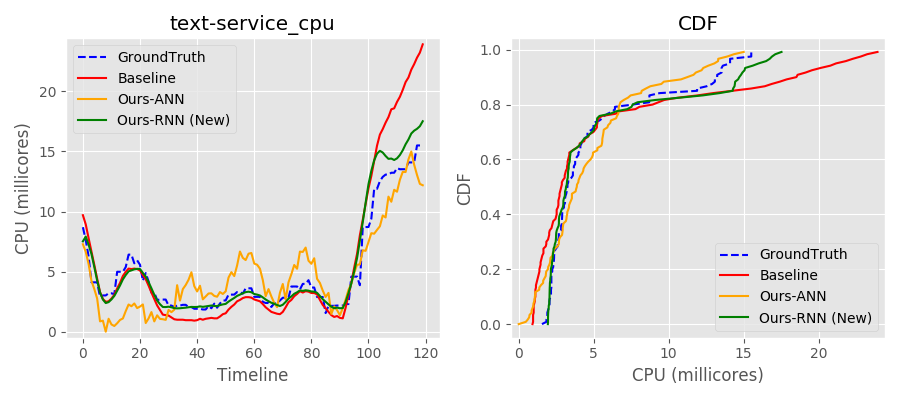 text-service_cpu
GroundTruth
Baseline
Ours-ANN
Ours-RNN (New)
CPU (millicores)
20
15
10
5
0
0
20
40
60
80
100
120
Timeline
CDF
CDF
1.0
0.8
0.6
0.4
0.2
0.0
GroundTruth
Baseline
Ours-ANN
Ours-RNN (New)
0
5
10
15
20
CPU (millicores)